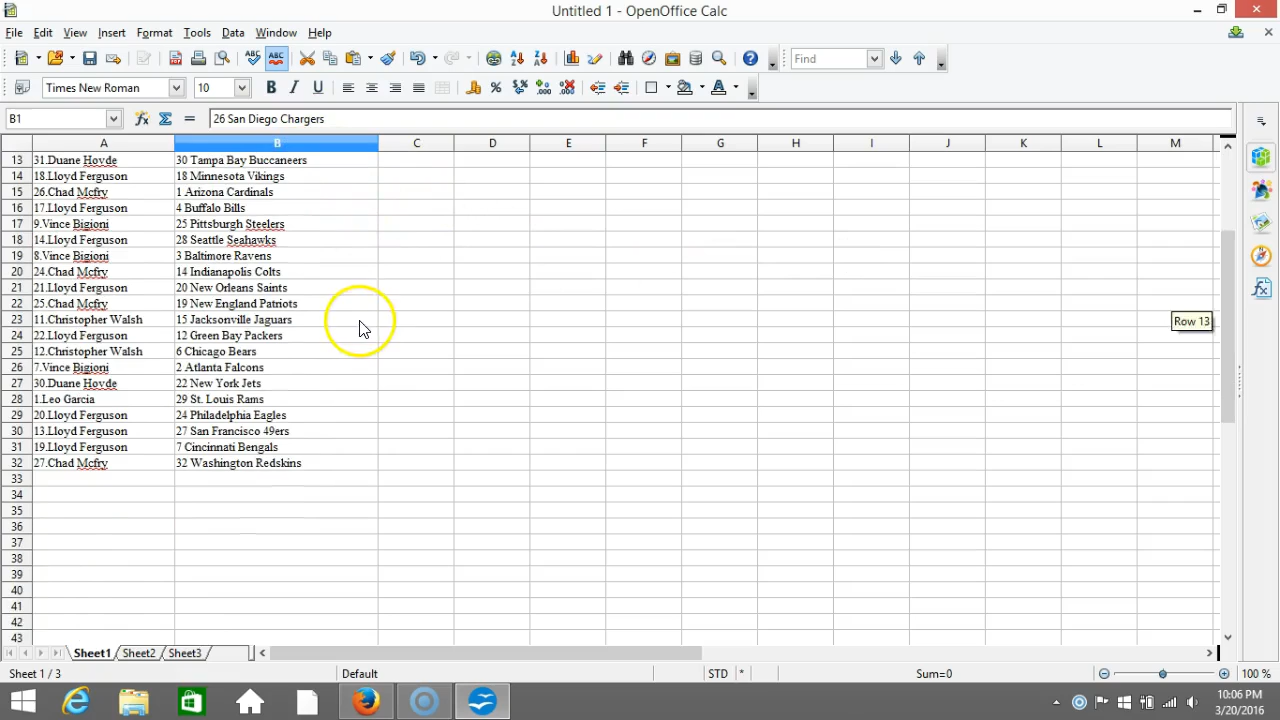 Untitled 1 - OpenOffice Calc
File Edit View Insert Format Tools Data Window Help
Find
Times New Roman 10
B1 26 San Diego Chargers
A B C D E F G H I J K L M
13 31.Duane Hovde 30 Tampa Bay Buccaneers
14 18.Lloyd Ferguson 18 Minnesota Vikings
15 26.Chad Mcfry 1 Arizona Cardinals
16 17.Lloyd Ferguson 4 Buffalo Bills
17 9.Vince Bigioni 25 Pittsburgh Steelers
18 14.Lloyd Ferguson 28 Seattle Seahawks
19 8.Vince Bigioni 3 Baltimore Ravens
20 24.Chad Mcfry 14 Indianapolis Colts
21 21.Lloyd Ferguson 20 New Orleans Saints
22 25.Chad Mcfry 19 New England Patriots
23 11.Christopher Walsh 15 Jacksonville Jaguars Row 13
24 22.Lloyd Ferguson 12 Green Bay Packers
25 12.Christopher Walsh 6 Chicago Bears
26 7.Vince Bigioni 2 Atlanta Falcons
27 30.Duane Hovde 22 New York Jets
28 1.Leo Garcia 29 St. Louis Rams
29 20.Lloyd Ferguson 24 Philadelphia Eagles
30 13.Lloyd Ferguson 27 San Francisco 49ers
31 19.Lloyd Ferguson 7 Cincinnati Bengals
32 27.Chad Mcfry 32 Washington Redskins
33
34
35
36
37
38
39
40
41
42
43
Sheet1 Sheet2 Sheet3
Sheet 1 / 3 Default STD * Sum=0 100 %
10:06 PM
3/20/2016